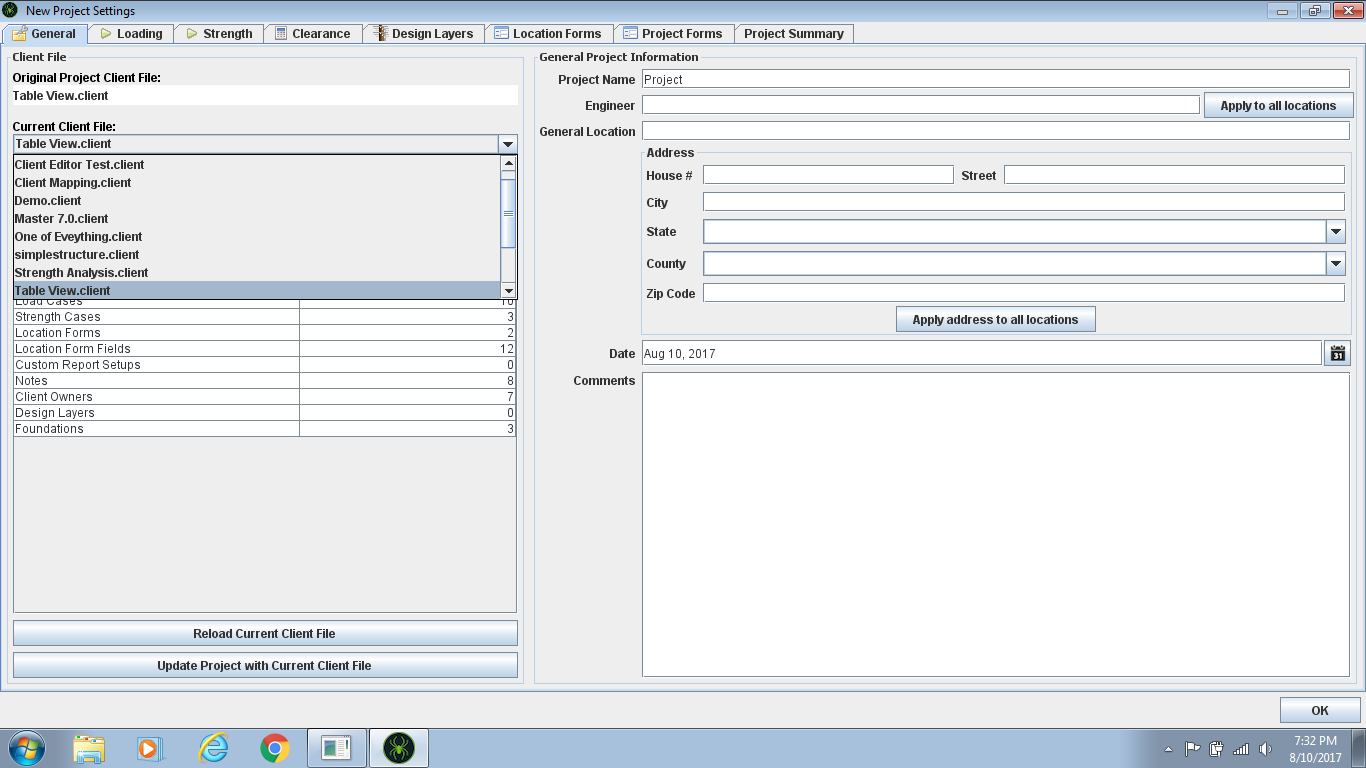 New Project Settings
General Loading Strength Clearance Design Layers Location Forms Project Forms Project Summary
Client File
Original Project Client File:
Table View.client
Current Client File:
Table View.client
Client Editor Test.client
Client Mapping.client
Demo.client
Master 7.0.client
One of Eveything.client
simplestructure.client
Strength Analysis.client
Table View.client
Load Cases 10
Strength Cases 3
Location Forms 2
Location Form Fields 12
Custom Report Setups 0
Notes 8
Client Owners 7
Design Layers 0
Foundations 3
Reload Current Client File
Update Project with Current Client File
General Project Information
Project Name Project
Engineer Apply to all locations
General Location
Address
House # Street
City
State
County
Zip Code
Apply address to all locations
Date Aug 10, 2017 31
Comments
OK
7:32 PM
8/10/2017